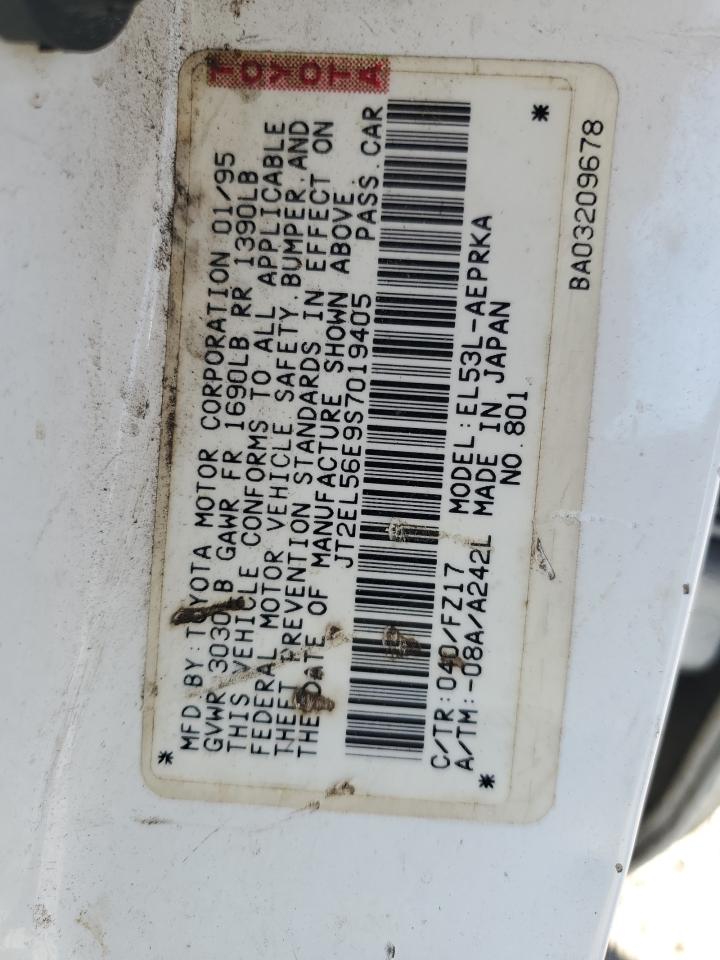 TOYOTA
MFD BY: TOYOTA MOTOR CORPORATION 01/95
GVWR 3030LB GAWR FR 1690LB RR 1390LB
THIS VEHICLE CONFORMS TO ALL APPLICABLE
FEDERAL MOTOR VEHICLE SAFETY, BUMPER, AND
THEFT PREVENTION STANDARDS IN EFFECT ON
THE DATE OF MANUFACTURE SHOWN ABOVE.
JT2EL56E9S7019405 PASS. CAR
C/TR: 040/FZ17 MODEL: EL53L-AEPRKA
A/TM: -08A/A242L MADE IN JAPAN
NO. 801
BA03209678